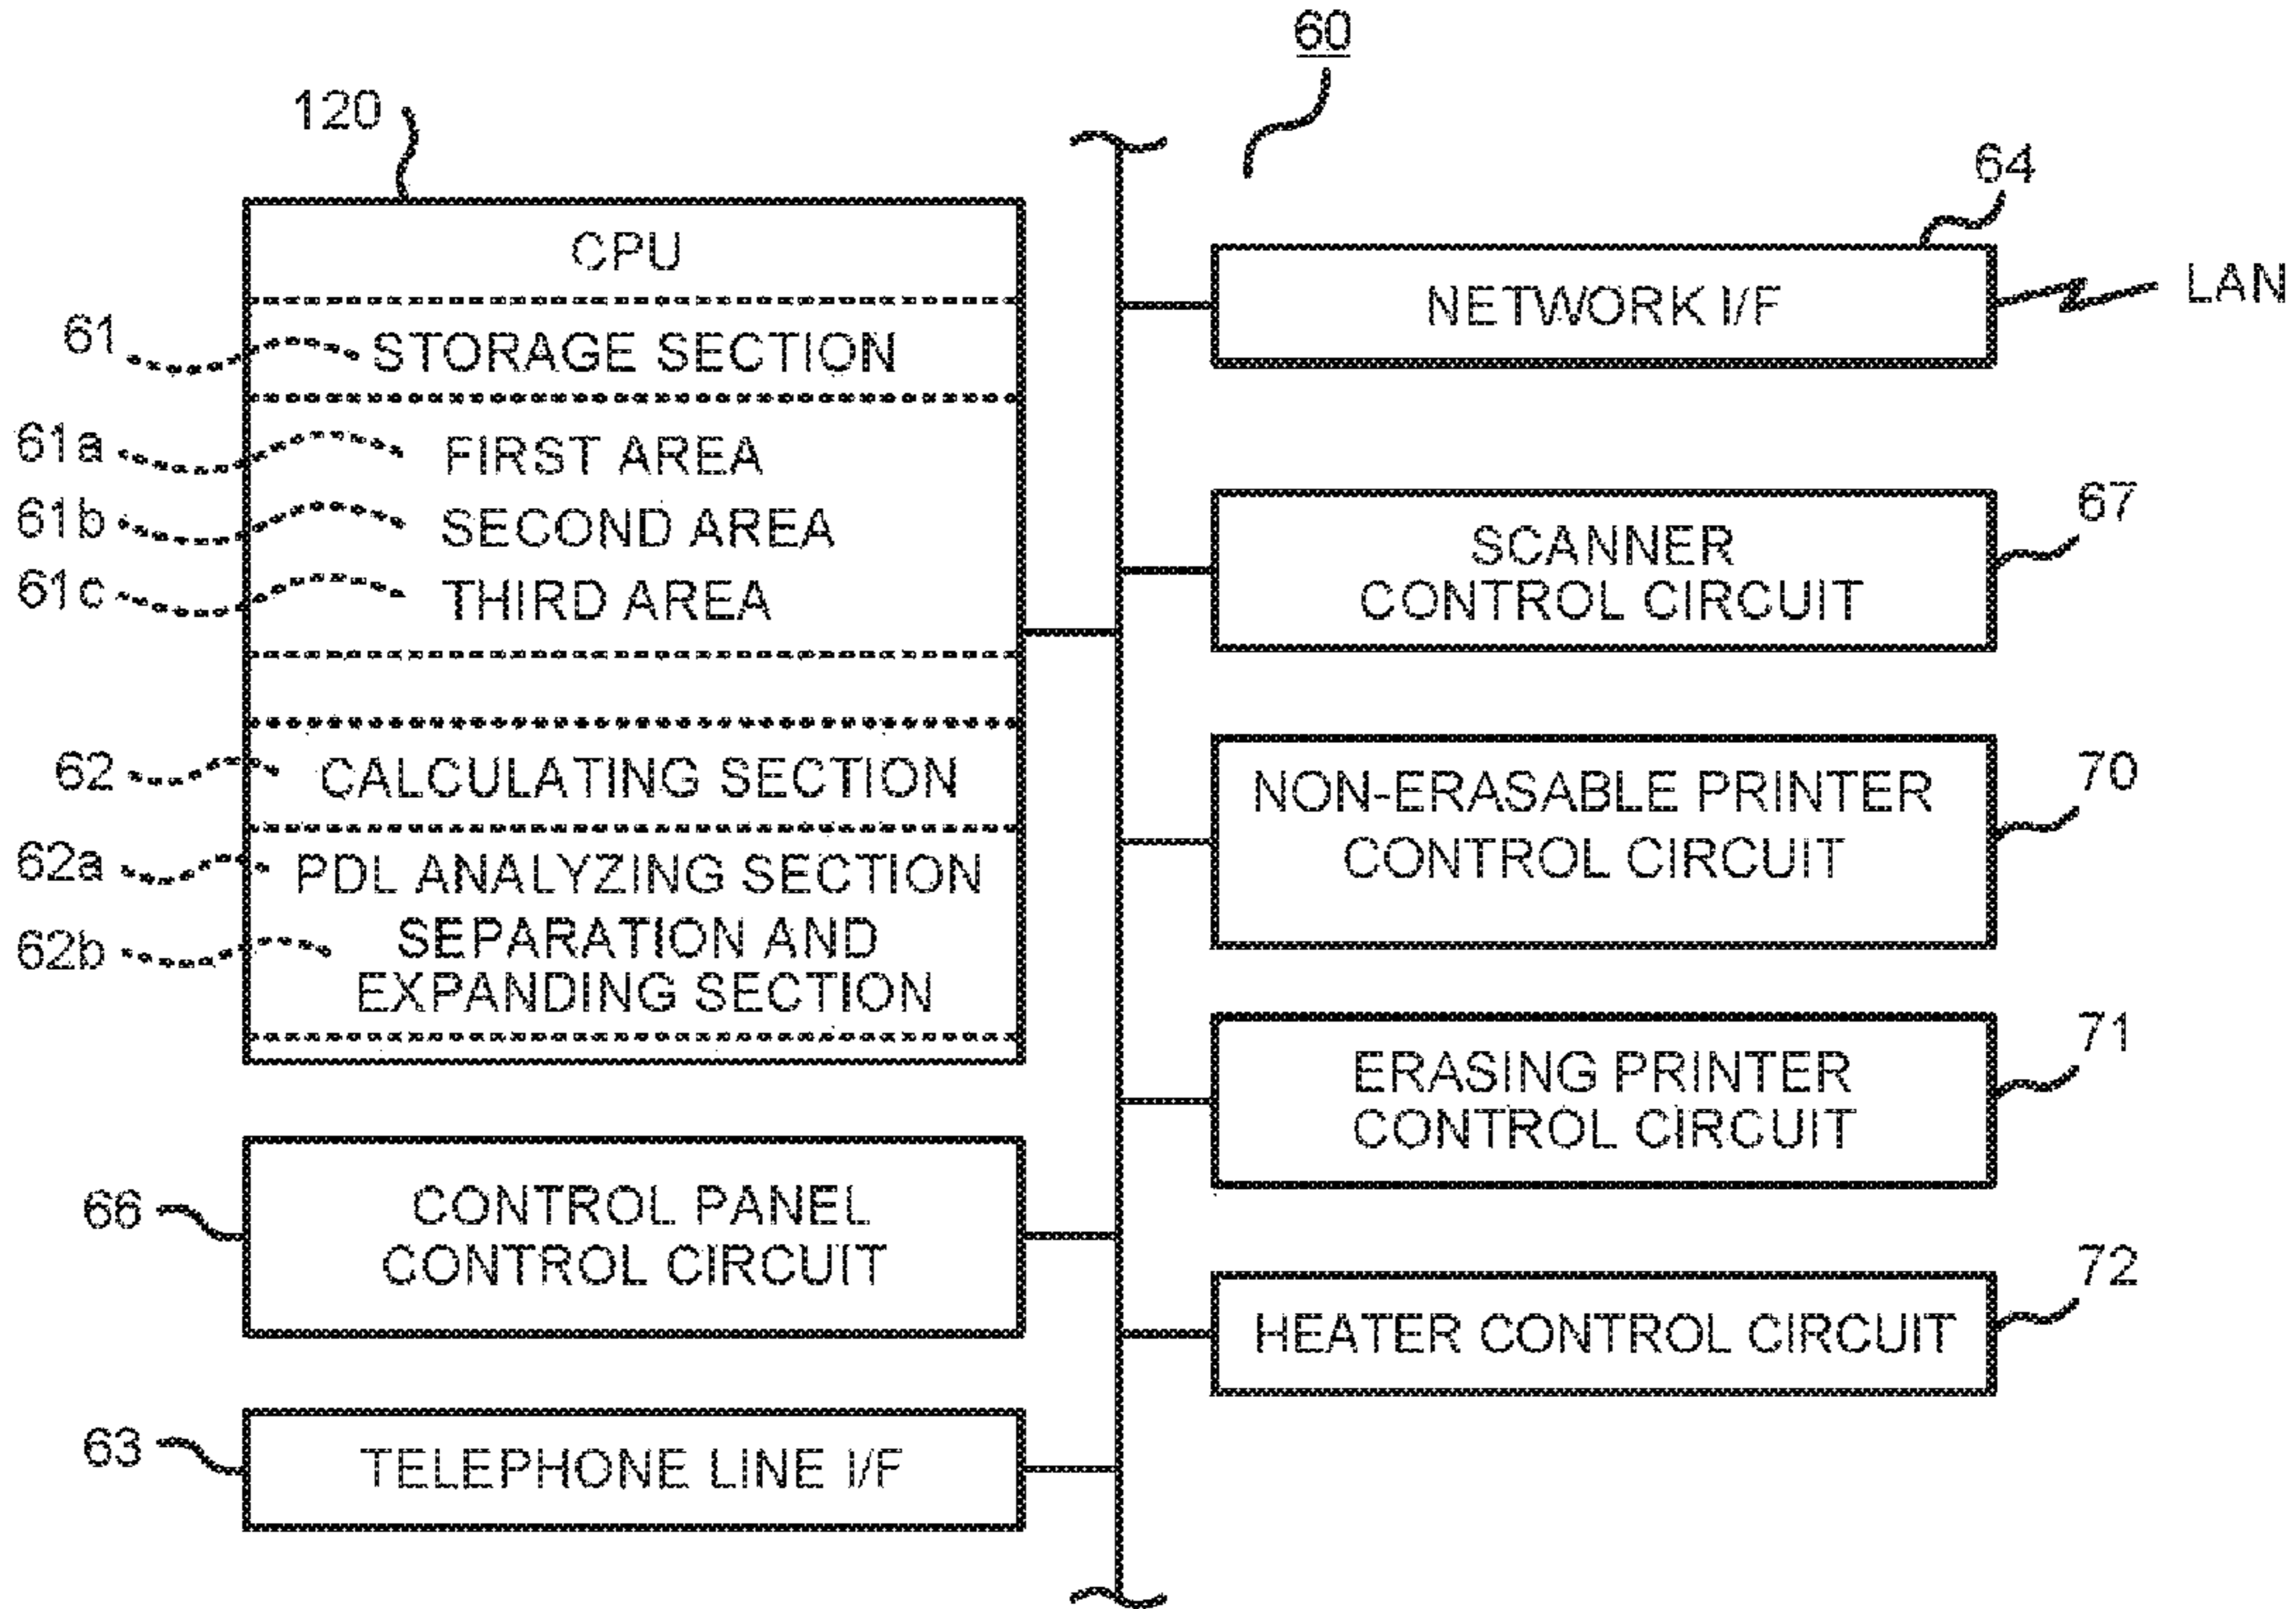 60
120
CPU
61
STORAGE SECTION
61a
FIRST AREA
61b
SECOND AREA
61c
THIRD AREA
62
CALCULATING SECTION
62a
PDL ANALYZING SECTION
62b
SEPARATION AND
EXPANDING SECTION
66
CONTROL PANEL
CONTROL CIRCUIT
63
TELEPHONE LINE I/F
64
NETWORK I/F
LAN
67
SCANNER
CONTROL CIRCUIT
70
NON-ERASABLE PRINTER
CONTROL CIRCUIT
71
ERASING PRINTER
CONTROL CIRCUIT
72
HEATER CONTROL CIRCUIT